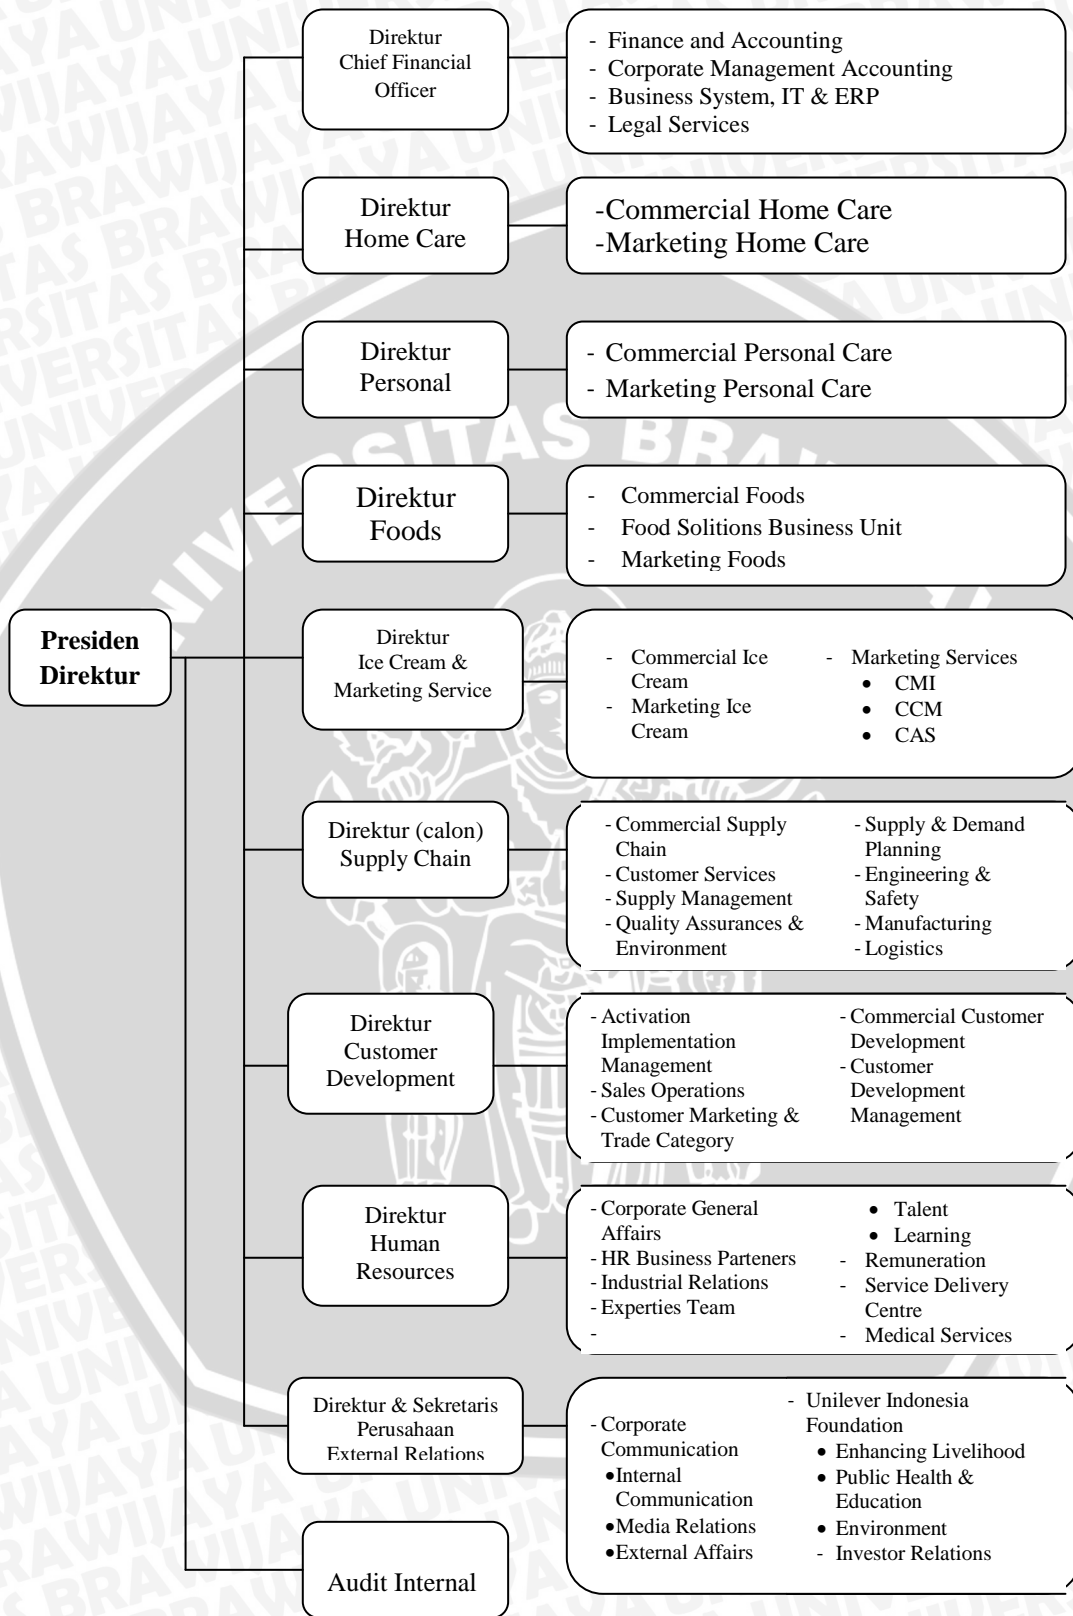 Direktur
Chief Financial
Officer
- Finance and Accounting
- Corporate Management Accounting
- Business System, IT & ERP
- Legal Services
Direktur
Home Care
-Commercial Home Care
-Marketing Home Care
Direktur
Personal
- Commercial Personal Care
- Marketing Personal Care
Direktur
Foods
- Commercial Foods
- Food Solitions Business Unit
- Marketing Foods
Presiden
Direktur
Direktur
Ice Cream &
Marketing Service
- Commercial Ice
Cream
- Marketing Ice
Cream
- Marketing Services
• CMI
• CCM
• CAS
Direktur (calon)
Supply Chain
- Commercial Supply
Chain
- Customer Services
- Supply Management
- Quality Assurances &
Environment
- Supply & Demand
Planning
- Engineering &
Safety
- Manufacturing
- Logistics
Direktur
Customer
Development
- Activation
Implementation
Management
- Sales Operations
- Customer Marketing &
Trade Category
- Commercial Customer
Development
- Customer
Development
Management
Direktur
Human
Resources
- Corporate General
Affairs
- HR Business Parteners
- Industrial Relations
- Experties Team
-
• Talent
• Learning
- Remuneration
- Service Delivery
Centre
- Medical Services
Direktur & Sekretaris
Perusahaan
External Relations
- Corporate
Communication
•Internal
Communication
•Media Relations
•External Affairs
- Unilever Indonesia
Foundation
• Enhancing Livelihood
• Public Health &
Education
• Environment
- Investor Relations
Audit Internal